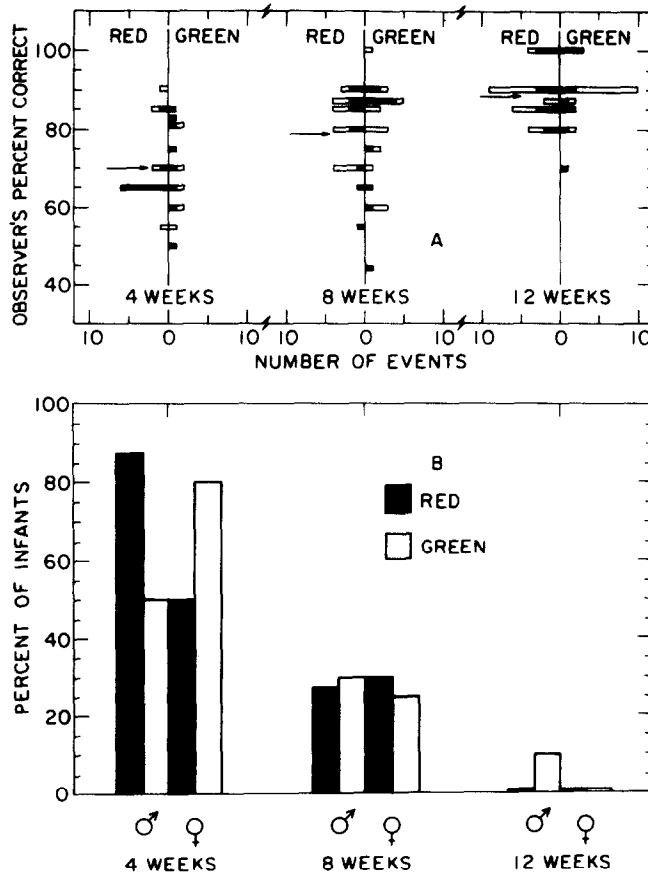 RED GREEN RED GREEN RED GREEN
OBSERVER'S PERCENT CORRECT
100
80
60
40
A
4 WEEKS 8 WEEKS 12 WEEKS
10 0 10 0 10 0 10
NUMBER OF EVENTS
PERCENT OF INFANTS
100
80
60
40
20
0
B
RED
GREEN
♂ ♀ ♂ ♀ ♂ ♀
4 WEEKS 8 WEEKS 12 WEEKS